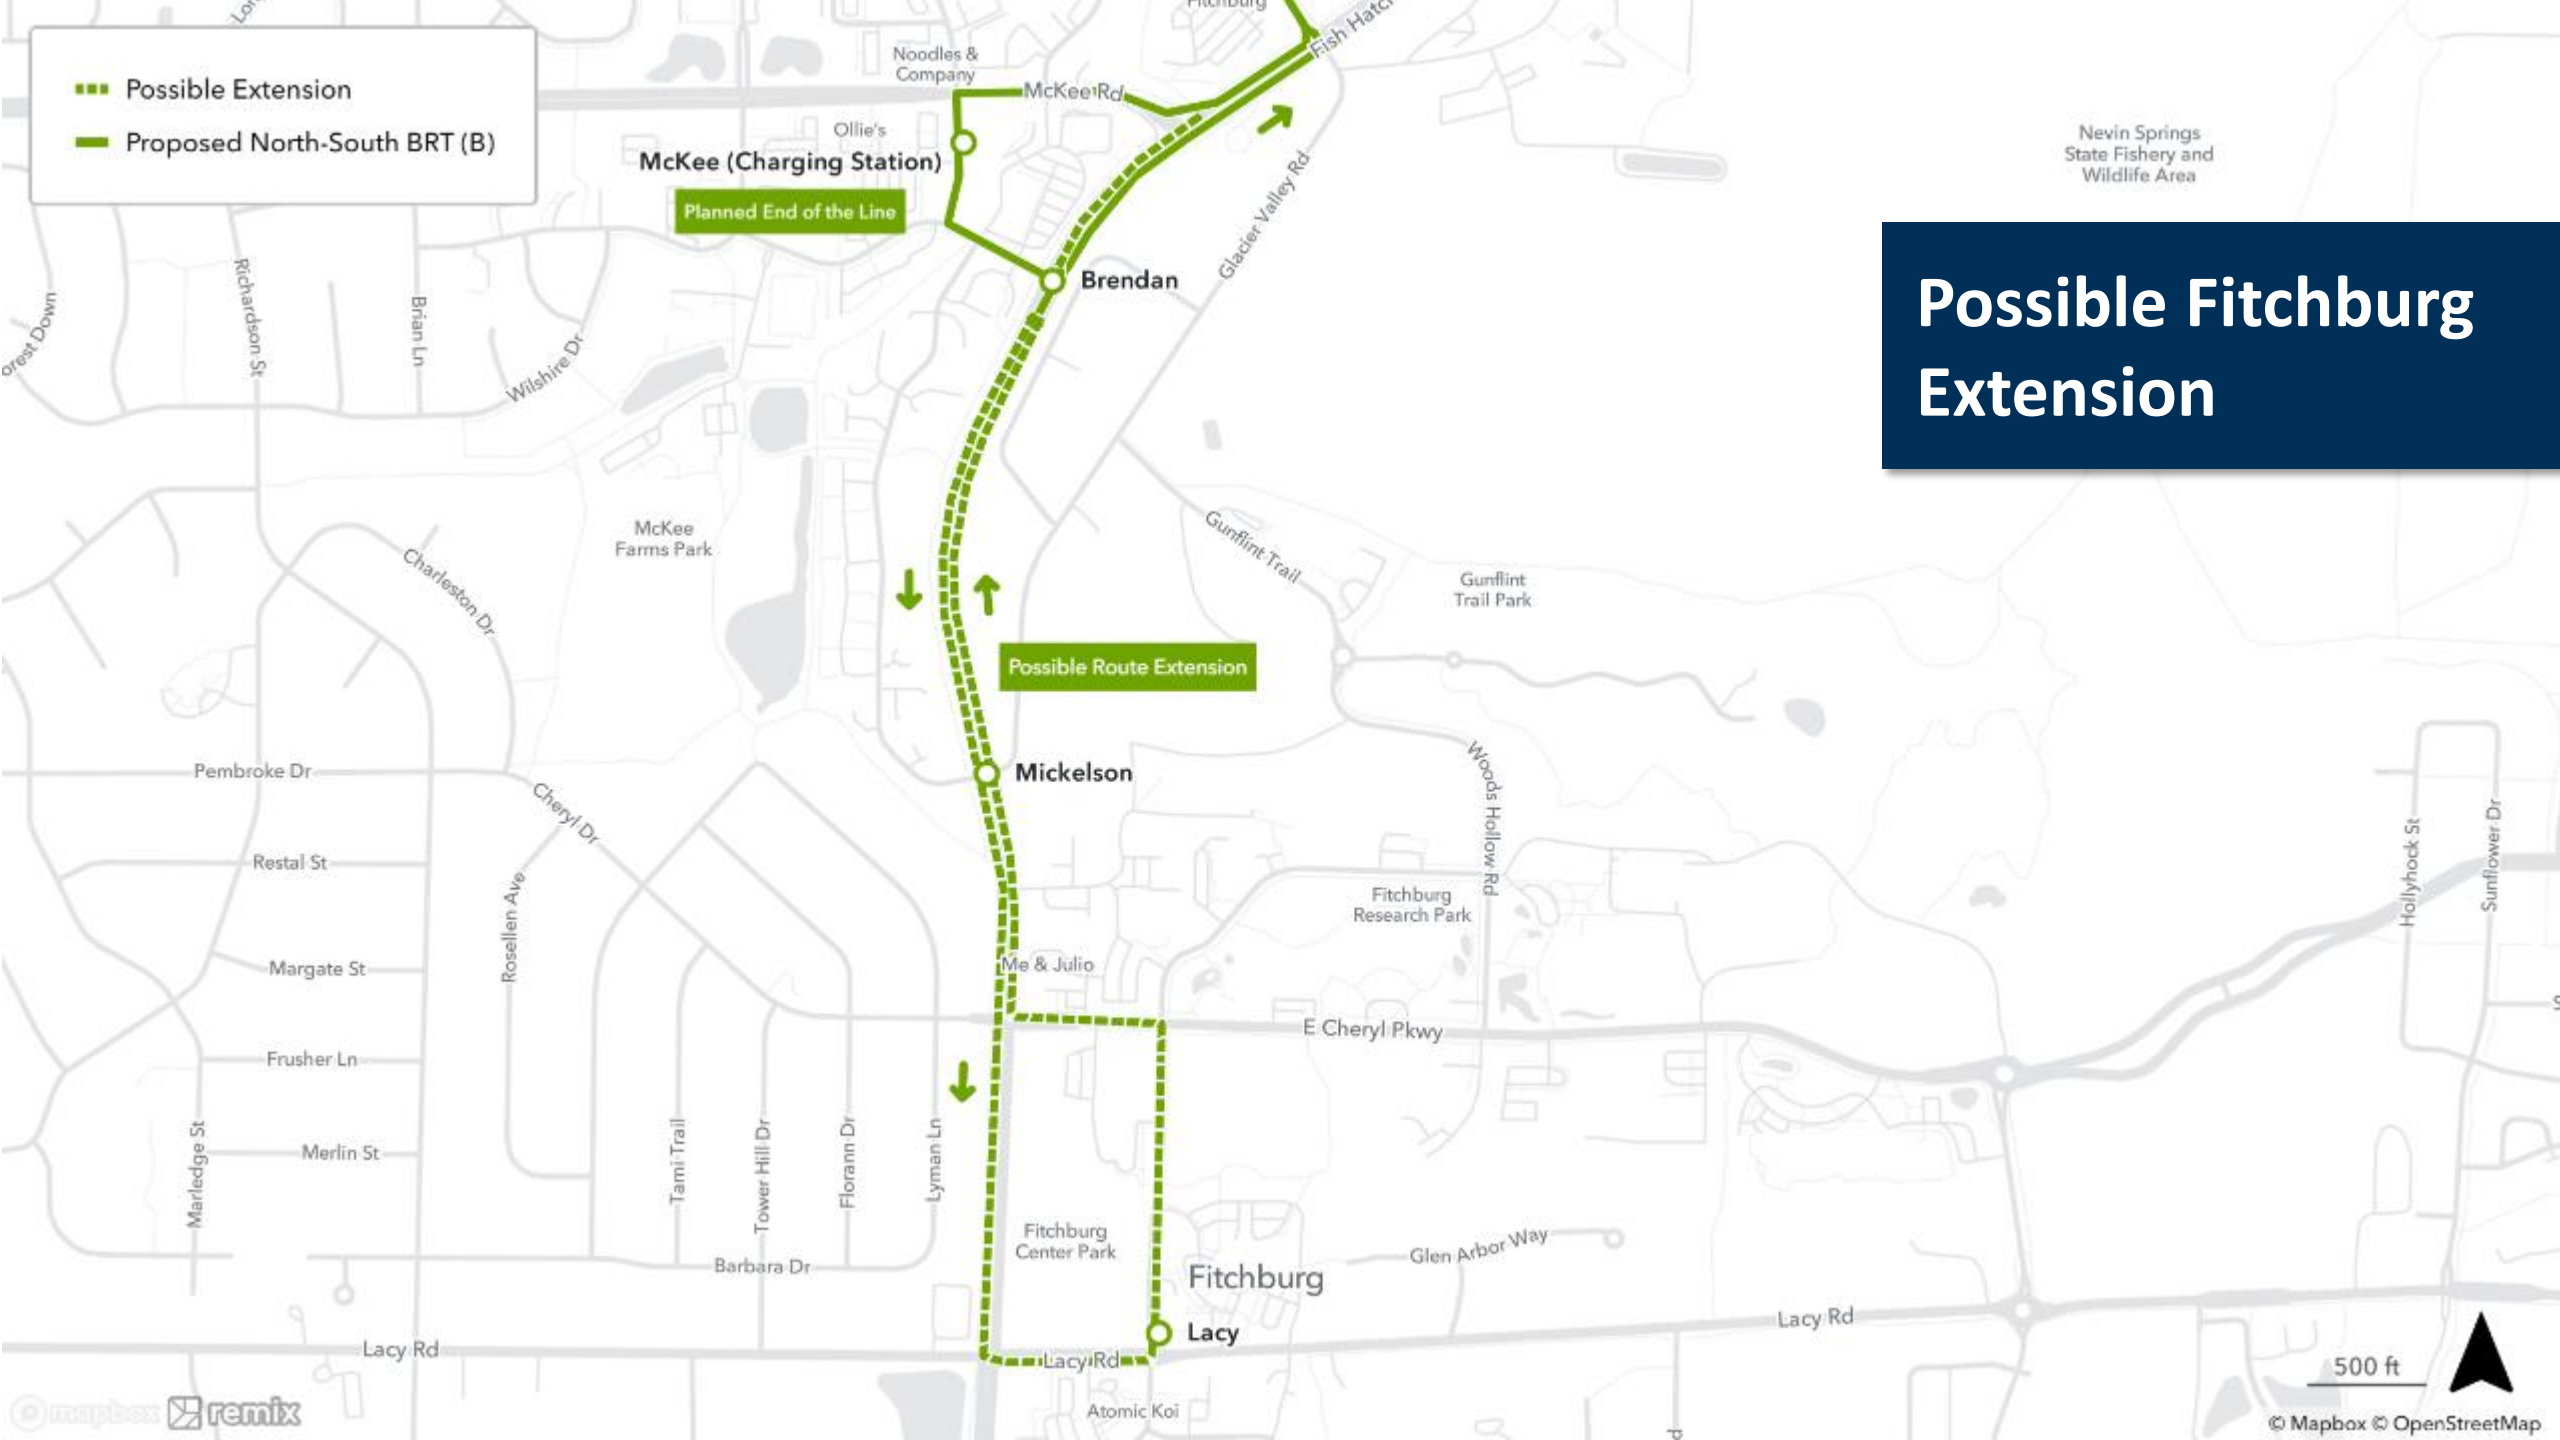 Possible Extension
Proposed North-South BRT (B)
Possible Fitchburg
Extension
Fitchburg
Fish Hatc
Noodles &
Company
McKee Rd
Ollie's
McKee (Charging Station)
Planned End of the Line
Brendan
Glacier Valley Rd
Nevin Springs
State Fishery and
Wildlife Area
orest Down
Richardson St
Brian Ln
Wilshire Dr
McKee
Farms Park
Charleston Dr
Gunflint Trail
Gunflint
Trail Park
Possible Route Extension
Mickelson
Pembroke Dr
Cheryl Dr
Woods Hollow Rd
Restal St
Rosellen Ave
Fitchburg
Research Park
Hollyhock St
Sunflower Dr
Margate St
Me & Julio
E Cheryl Pkwy
Frusher Ln
Marledge St
Merlin St
Tami Trail
Tower Hill Dr
Florann Dr
Lyman Ln
Fitchburg
Center Park
Barbara Dr
Fitchburg
Glen Arbor Way
Lacy
Lacy Rd
Lacy Rd
Lacy Rd
Atomic Koi
500 ft
mapbox remix
© Mapbox © OpenStreetMap